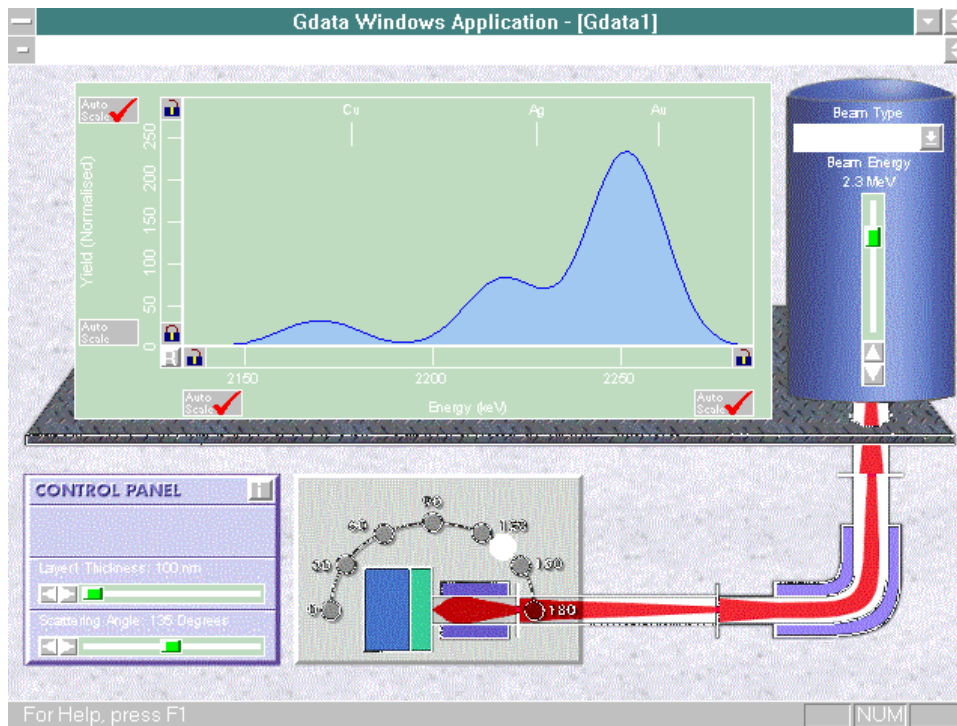 Gdata Windows Application - [Gdata1]
Auto
Scale
Cu
Ag
Au
Beam Type
Beam Energy
2.3 MeV
Yield (Normalised)
250
200
150
100
50
0
Auto
Scale
R
2150
2200
2250
Auto
Scale
Energy (keV)
Auto
Scale
CONTROL PANEL
Layer1 Thickness: 100 nm
Scattering Angle: 135 Degrees
90
60
180
For Help, press F1
NUM